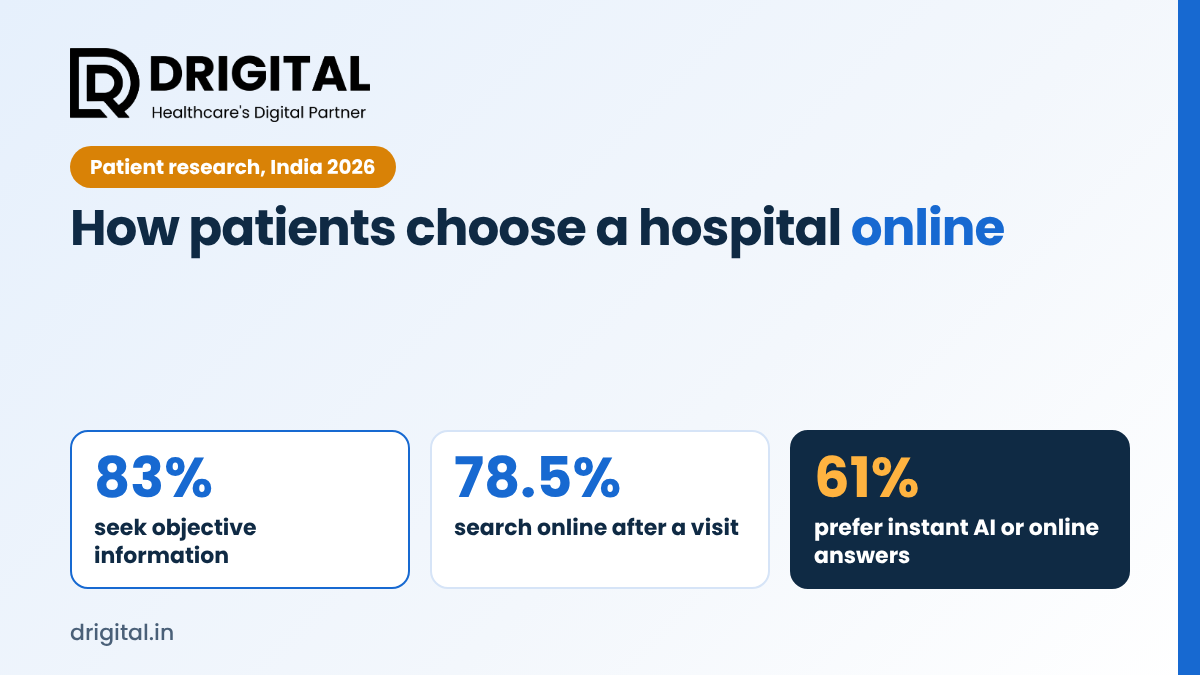 DRIGITAL
Healthcare's Digital Partner
Patient research, India 2026
How patients choose a hospital online
83%
seek objective
information
78.5%
search online after a visit
61%
prefer instant AI or online
answers
drigital.in